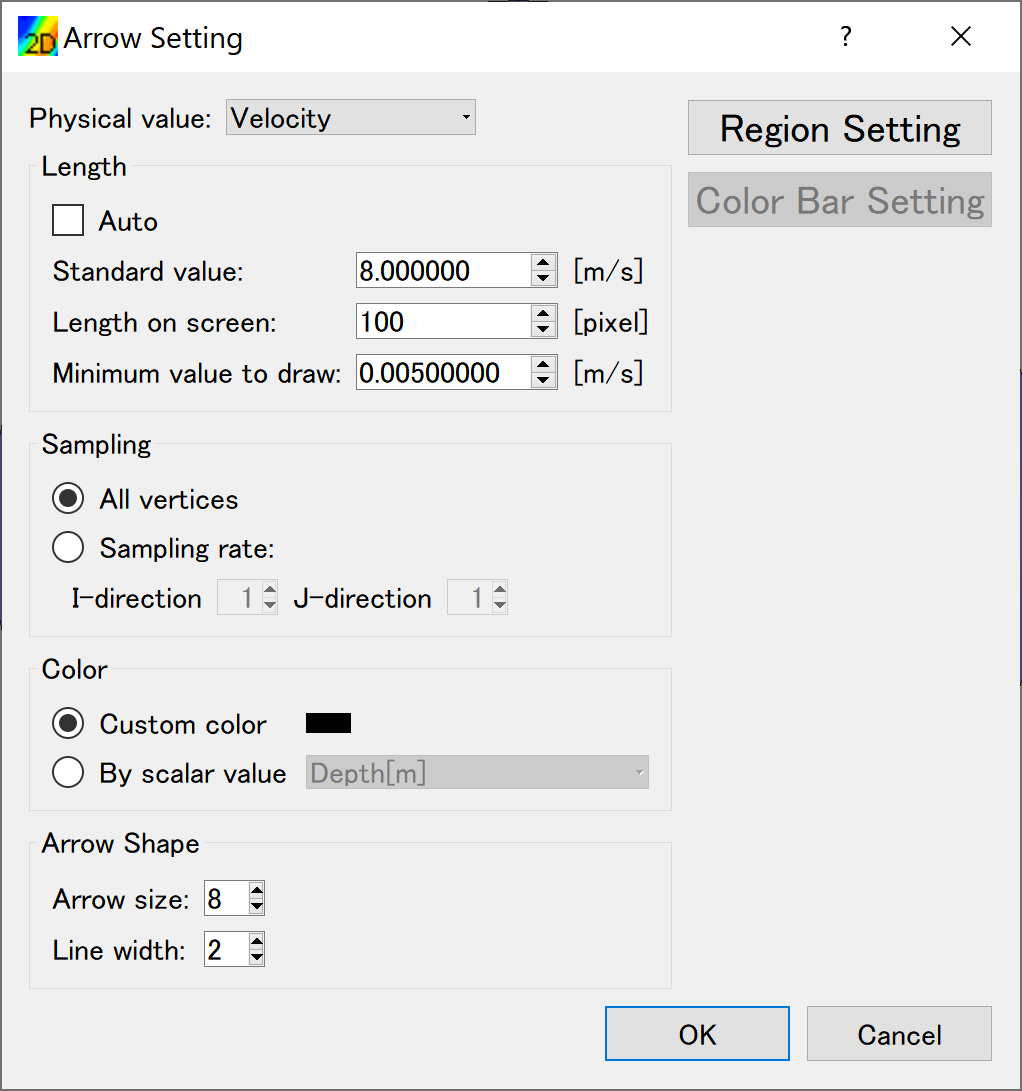 2D Arrow Setting ?
Physical value: Velocity
Region Setting
Color Bar Setting
Length
Auto
Standard value: 8.000000 [m/s]
Length on screen: 100 [pixel]
Minimum value to draw: 0.00500000 [m/s]
Sampling
All vertices
Sampling rate:
I-direction 1 J-direction 1
Color
Custom color
By scalar value Depth[m]
Arrow Shape
Arrow size: 8
Line width: 2
OK Cancel